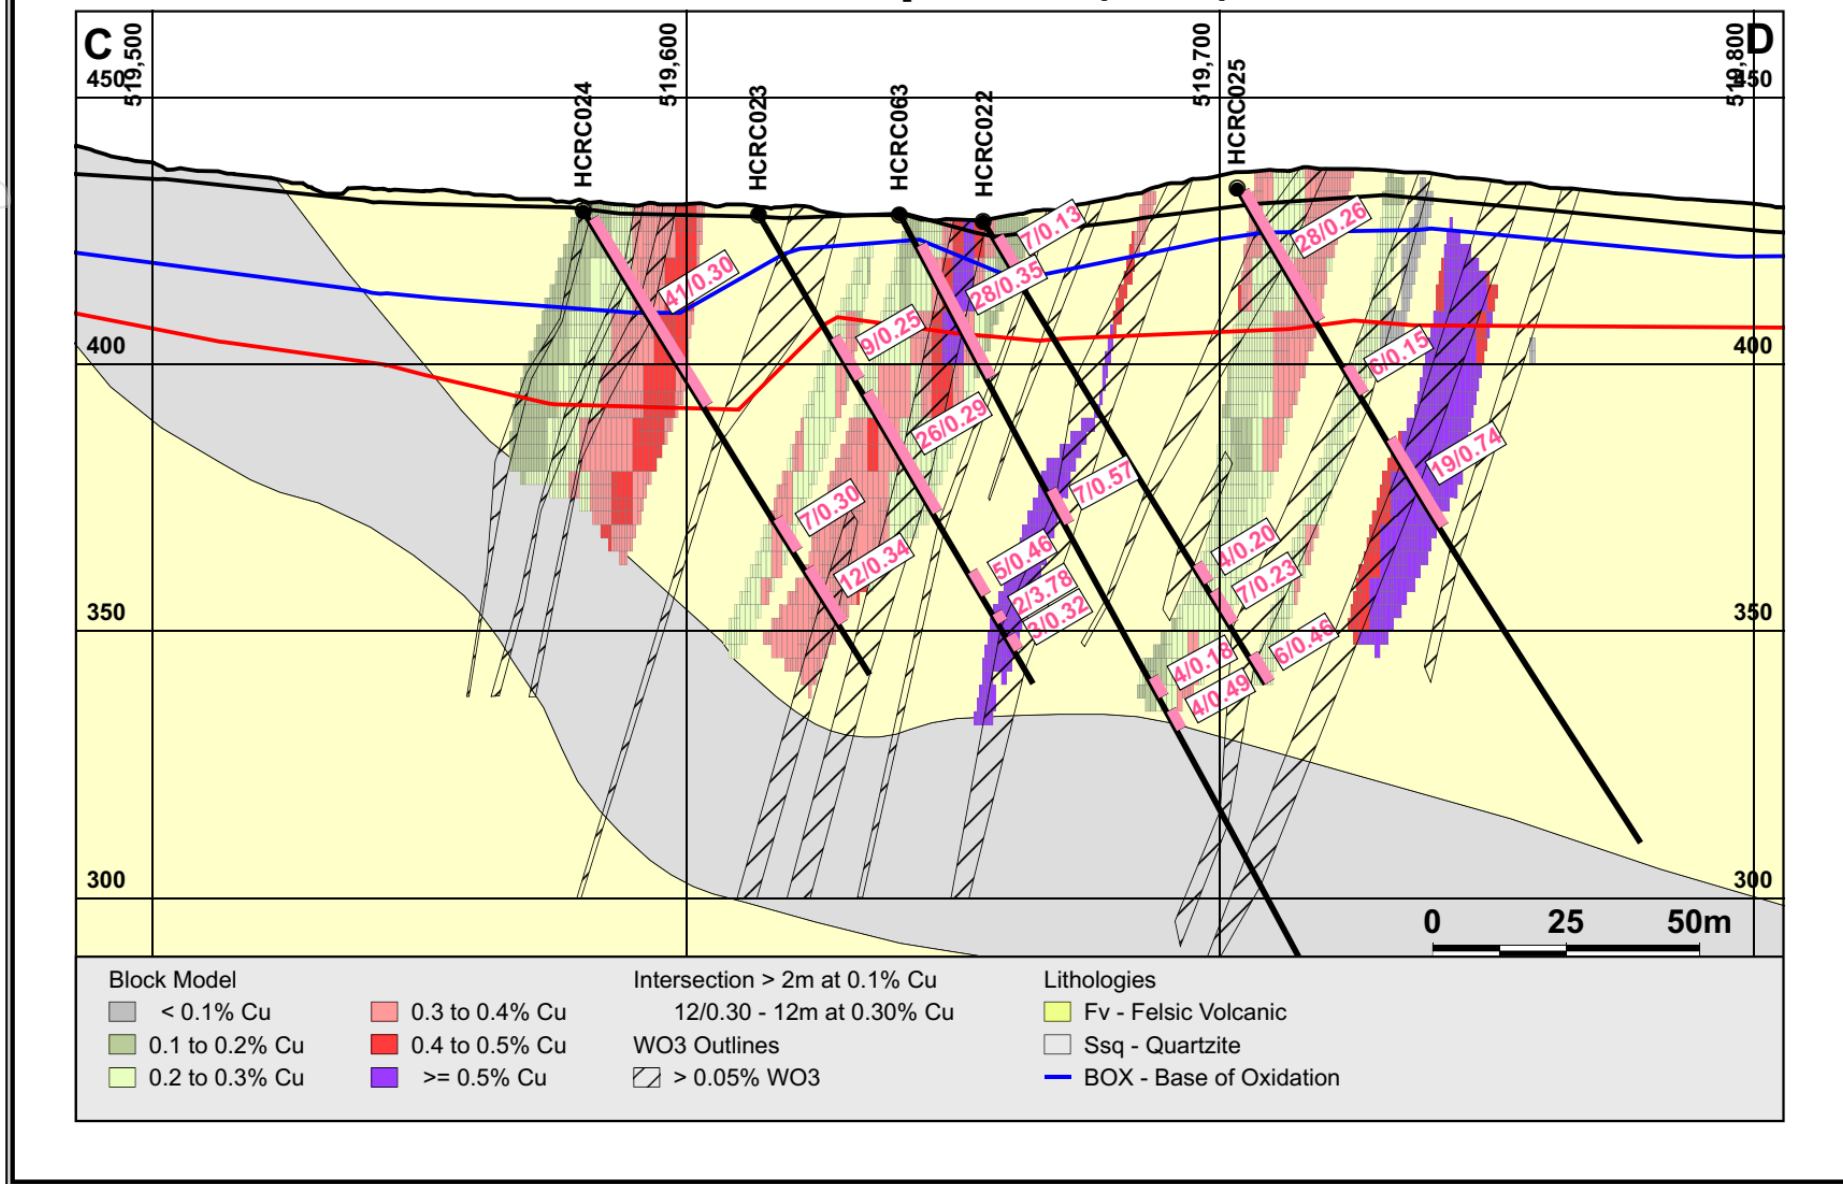 C
D
519,500
519,600
519,700
519,800
450
450
HCRC024
HCRC023
HCRC063
HCRC022
HCRC025
7/0.13
28/0.26
41/0.30
28/0.35
9/0.25
6/0.15
400
400
26/0.29
19/0.74
7/0.57
7/0.30
12/0.34
5/0.46
4/0.20
2/3.78
7/0.23
3/0.32
350
350
6/0.46
4/0.18
4/0.49
300
300
0 25 50m
Block Model
< 0.1% Cu
0.1 to 0.2% Cu
0.2 to 0.3% Cu
0.3 to 0.4% Cu
0.4 to 0.5% Cu
>= 0.5% Cu
Intersection > 2m at 0.1% Cu
12/0.30 - 12m at 0.30% Cu
WO3 Outlines
> 0.05% WO3
Lithologies
Fv - Felsic Volcanic
Ssq - Quartzite
BOX - Base of Oxidation